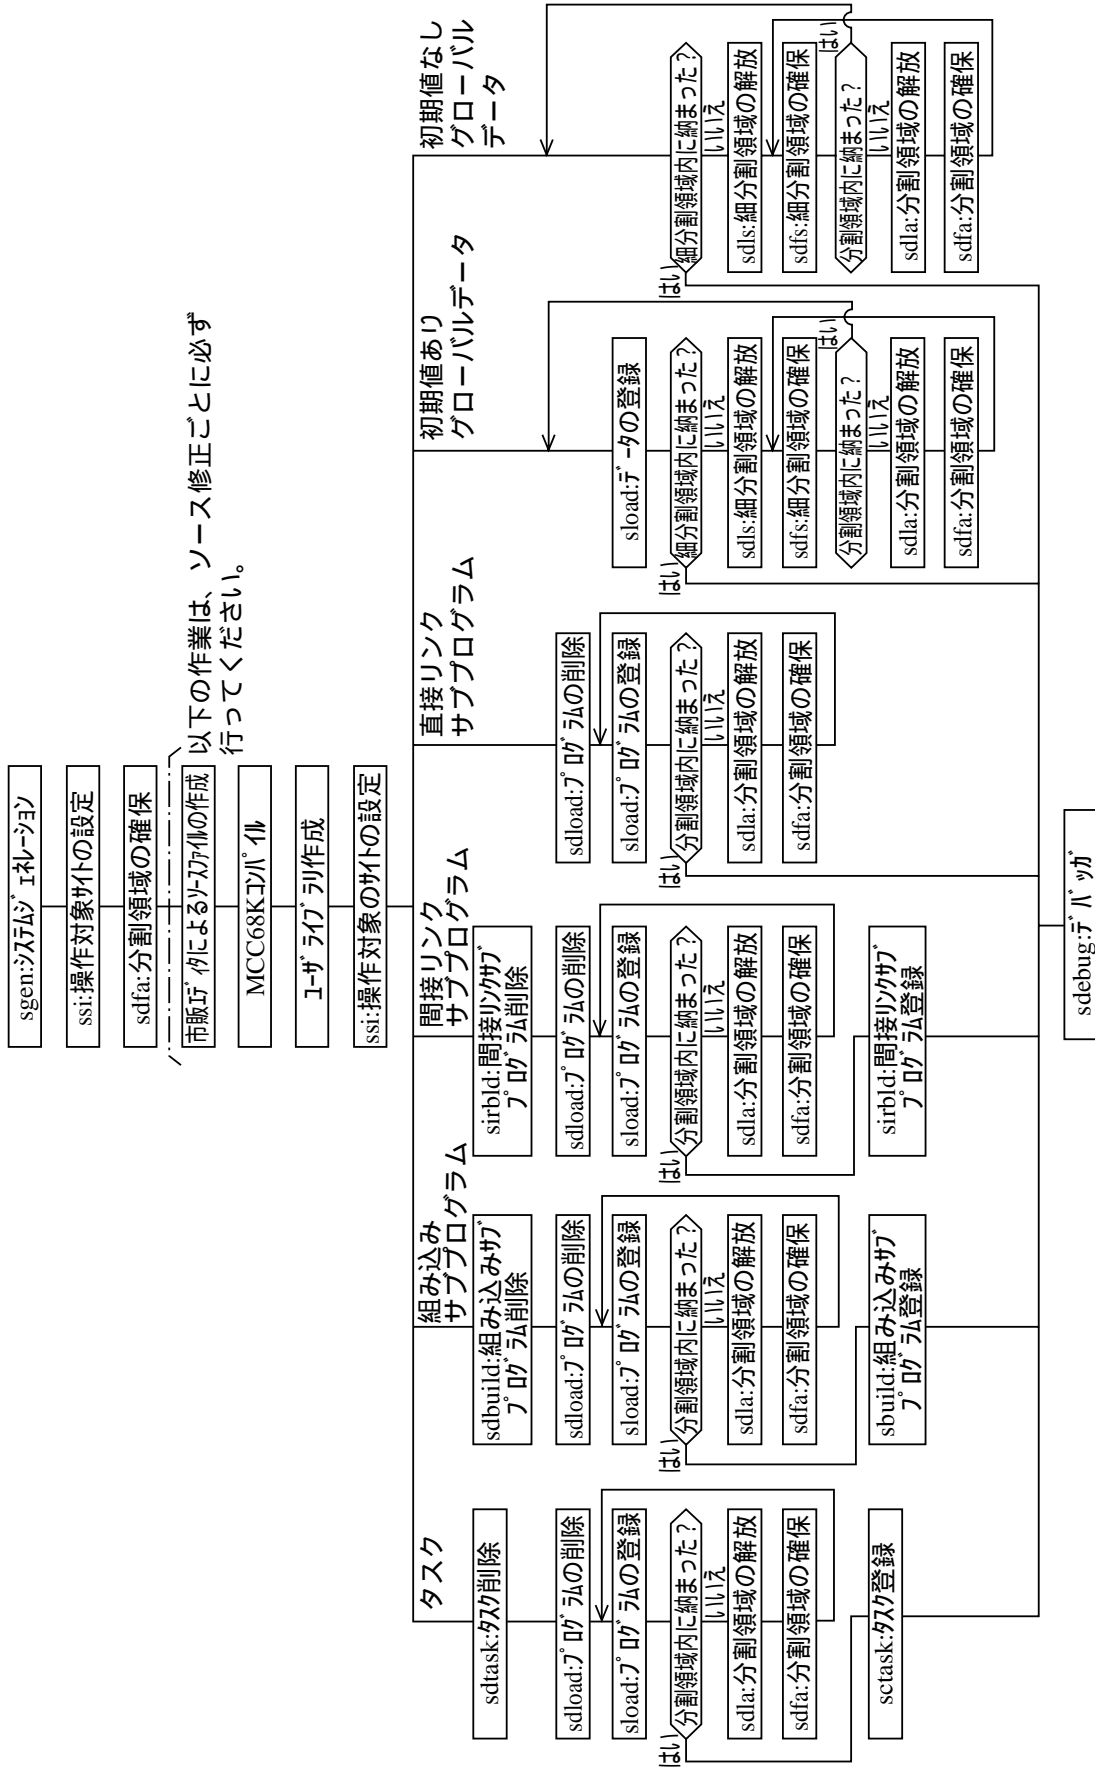 sgen:ｼｽﾃﾑｼﾞｪﾈﾚｰｼｮﾝ
ssi:操作対象ｻｲﾄの設定
sdfa:分割領域の確保
以下の作業は、ソース修正ごとに必ず
行ってください。
市販ｴﾃﾞｨﾀによるｿｰｽﾌｧｲﾙの作成
MCC68Kｺﾝﾊﾟｲﾙ
ﾕｰｻﾞﾗｲﾌﾞﾗﾘ作成
ssi:操作対象のｻｲﾄの設定
タスク
sdtask:ﾀｽｸ削除
sdload:ﾌﾟﾛｸﾞﾗﾑの削除
sload:ﾌﾟﾛｸﾞﾗﾑの登録
分割領域内に納まった？
はい
いいえ
sdla:分割領域の解放
sdfa:分割領域の確保
sctask:ﾀｽｸ登録
組み込み
サブプログラム
sdbuild:組み込みｻﾌﾞ
ﾌﾟﾛｸﾞﾗﾑ削除
sdload:ﾌﾟﾛｸﾞﾗﾑの削除
sload:ﾌﾟﾛｸﾞﾗﾑの登録
分割領域内に納まった？
はい
いいえ
sdla:分割領域の解放
sdfa:分割領域の確保
sbuild:組み込みｻﾌﾞ
ﾌﾟﾛｸﾞﾗﾑ登録
間接リンク
サブプログラム
sirbld:間接ﾘﾝｸｻﾌﾞ
ﾌﾟﾛｸﾞﾗﾑ削除
sdload:ﾌﾟﾛｸﾞﾗﾑの削除
sload:ﾌﾟﾛｸﾞﾗﾑの登録
分割領域内に納まった？
はい
いいえ
sdla:分割領域の解放
sdfa:分割領域の確保
sirbld:間接ﾘﾝｸｻﾌﾞ
ﾌﾟﾛｸﾞﾗﾑ登録
直接リンク
サブプログラム
sdload:ﾌﾟﾛｸﾞﾗﾑの削除
sload:ﾌﾟﾛｸﾞﾗﾑの登録
分割領域内に納まった？
はい
いいえ
sdla:分割領域の解放
sdfa:分割領域の確保
初期値あり
グローバルデータ
sload:ﾃﾞｰﾀの登録
細分割領域内に納まった？
はい
いいえ
sdls:細分割領域の解放
sdfs:細分割領域の確保
分割領域内に納まった？
はい
いいえ
sdla:分割領域の解放
sdfa:分割領域の確保
初期値なし
グローバル
データ
細分割領域内に納まった？
はい
いいえ
sdls:細分割領域の解放
sdfs:細分割領域の確保
分割領域内に納まった？
はい
いいえ
sdla:分割領域の解放
sdfa:分割領域の確保
sdebug:ﾃﾞﾊﾞｯｶﾞ